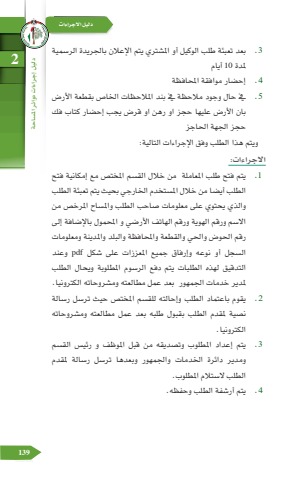 دليل الاجراءات
2
دليل اجراءات دوائر المساحة
3. بعد تعبئة طلب الوكيل أو المشتري يتم الإعلان بالجريدة الرسمية
لمدة 10 أيام
4. إحضار موافقة المحافظة
5. في حال وجود ملاحظة في بند الملاحظات الخاص بقطعة الأرض
بان الأرض عليها حجز او رهن او قرض يجب إحضار كتاب فك
حجز الجهة الحاجز
ويتم هذا الطلب وفق الإجراءات التالية:
الاجراءات:
1. يتم فتح طلب المعاملة من خلال القسم المختص مع إمكانية فتح
الطلب أيضا من خلال المستخدم الخارجي بحيث يتم تعبئة الطلب
والذي يحتوي على معلومات صاحب الطلب والمساح المرخص من
الاسم ورقم الهوية ورقم الهاتف الأرضي و المحمول بالإضافة إلى
رقم الحوض والحي والقطعة والمحافظة والبلد والمدينة ومعلومات
السجل أو نوعه وإرفاق جميع المعززات على شكل pdf وعند
التدقيق لهذه الطلبات يتم دفع الرسوم المطلوبة ويحال الطلب
لمدير خدمات الجمهور بعد عمل مطالعته ومشروحاته الكترونيا.
2. يقوم باعتماد الطلب وإحالته للقسم المختص حيث ترسل رسالة
نصية لمقدم الطلب بقبول طلبه بعد عمل مطالعته ومشروحاته
الكترونيا.
3. يتم إعداد المطلوب وتصديقه من قبل الموظف و رئيس القسم
ومدير دائرة الخدمات والجمهور وبعدها ترسل رسالة لمقدم
الطلب لاستلام المطلوب.
4. يتم أرشفة الطلب وحفظه.
139